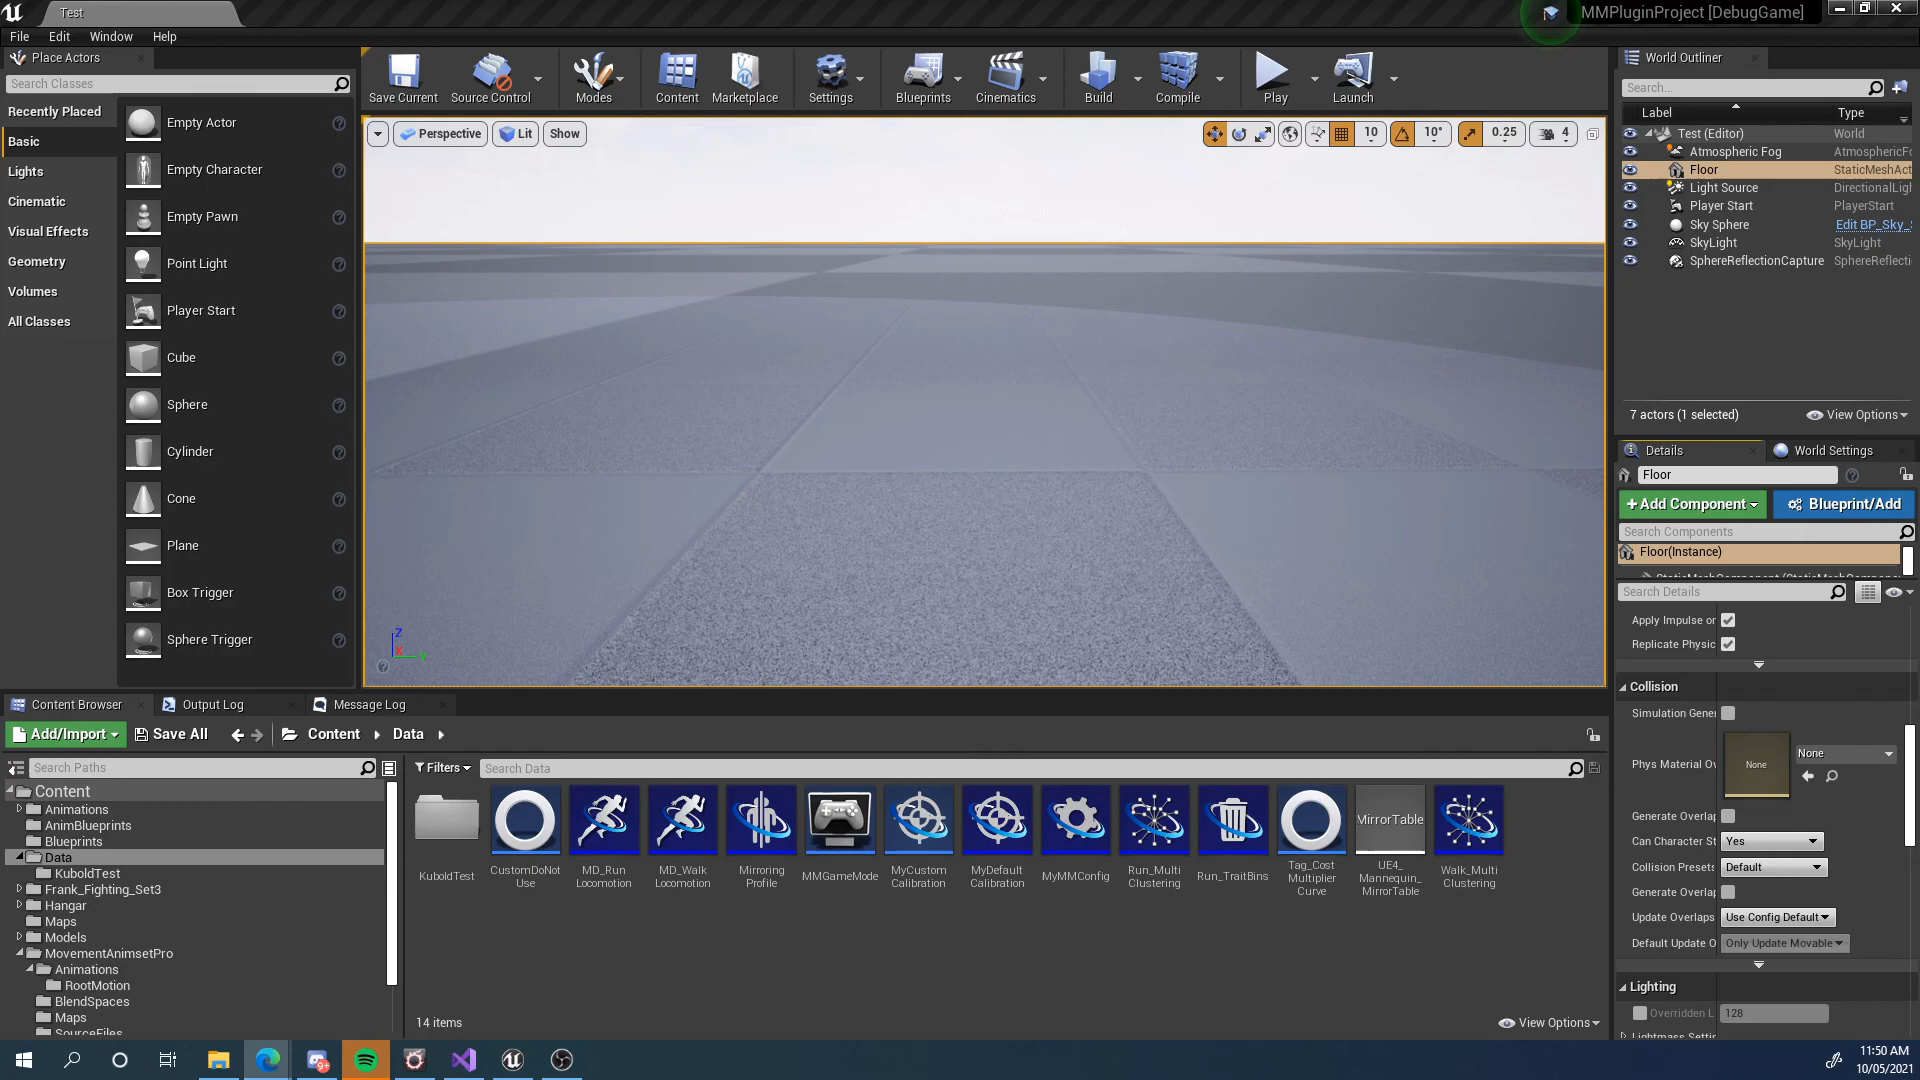 Test
MMPluginProject [DebugGame]
File Edit Window Help
Place Actors
Search Classes
Recently Placed
Basic
Lights
Cinematic
Visual Effects
Geometry
Volumes
All Classes
Empty Actor
Empty Character
Empty Pawn
Point Light
Player Start
Cube
Sphere
Cylinder
Cone
Plane
Box Trigger
Sphere Trigger
Save Current
Source Control
Modes
Content
Marketplace
Settings
Blueprints
Cinematics
Build
Compile
Play
Launch
Perspective
Lit
Show
10
10°
0.25
4
Z
X
Y
World Outliner
Search...
Label Type
Test (Editor) World
Atmospheric Fog AtmosphericFo
Floor StaticMeshAct
Light Source DirectionalLigh
Player Start PlayerStart
Sky Sphere Edit BP_Sky_S
SkyLight SkyLight
SphereReflectionCapture SphereReflecti
7 actors (1 selected)
View Options
Details
World Settings
Floor
+Add Component
Blueprint/Add
Search Components
Floor(Instance)
Search Details
Apply Impulse or
Replicate Physic
Collision
Simulation Gener
Phys Material Ov
None
None
Generate Overlap
Can Character St Yes
Collision Presets Default
Generate Overlap
Update Overlaps Use Config Default
Default Update O Only Update Movable
Lighting
Overridden L 128
Content Browser
Output Log
Message Log
Add/Import
Save All
Content
Data
Search Paths
Filters
Search Data
Content
Animations
AnimBlueprints
Blueprints
Data
KuboldTest
Frank_Fighting_Set3
Hangar
Maps
Models
MovementAnimsetPro
Animations
RootMotion
BlendSpaces
Maps
SourceFiles
KuboldTest
CustomDoNot
Use
MD_Run
Locomotion
MD_Walk
Locomotion
Mirroring
Profile
MMGameMode
MyCustom
Calibration
MyDefault
Calibration
MyMMConfig
Run_Multi
Clustering
Run_TraitBins
Tag_Cost
Multiplier
Curve
MirrorTable
UE4_
Mannequin_
MirrorTable
Walk_Multi
Clustering
14 items
View Options
9+
11:50 AM
10/05/2021